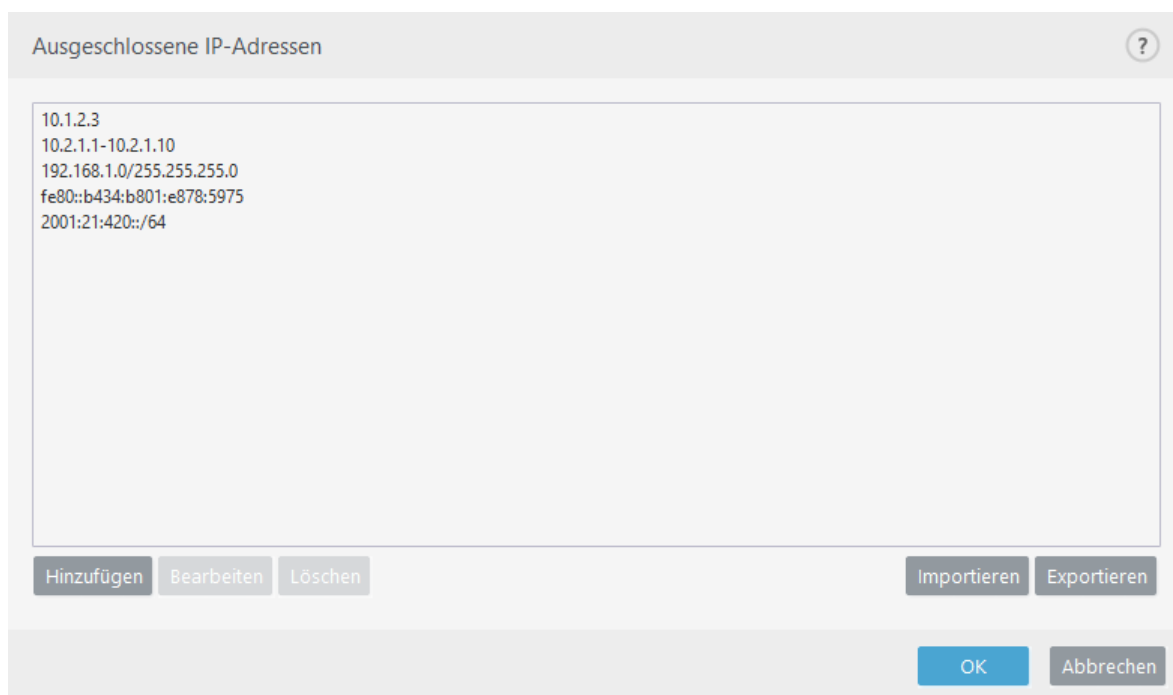 Ausgeschlossene IP-Adressen
?
10.1.2.3
10.2.1.1-10.2.1.10
192.168.1.0/255.255.255.0
fe80::b434:b801:e878:5975
2001:21:420::/64
Hinzufügen Bearbeiten Löschen Importieren Exportieren
OK Abbrechen